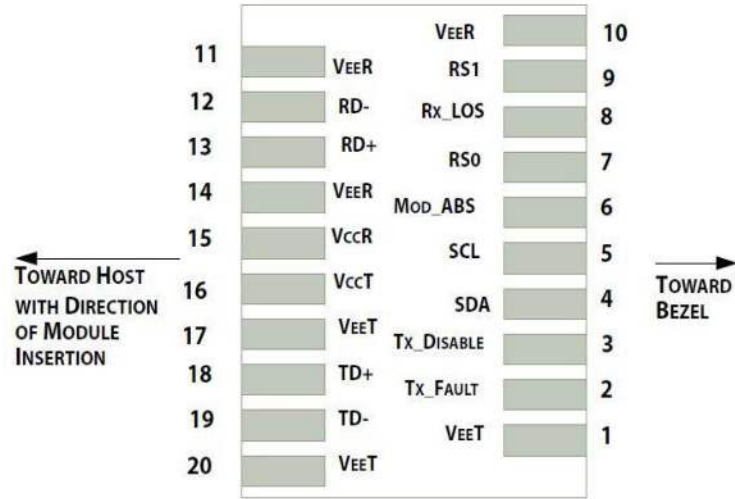 VEER 10
11 VEER
RS1 9
12 RD-
RX_LOS 8
13 RD+
RS0 7
14 VEER
MOD_ABS 6
15 VCCR
SCL 5
TOWARD HOST
WITH DIRECTION
OF MODULE
INSERTION
16 VCCT
SDA 4
TOWARD
BEZEL
17 VEET
TX_DISABLE 3
18 TD+
TX_FAULT 2
19 TD-
VEET 1
20 VEET